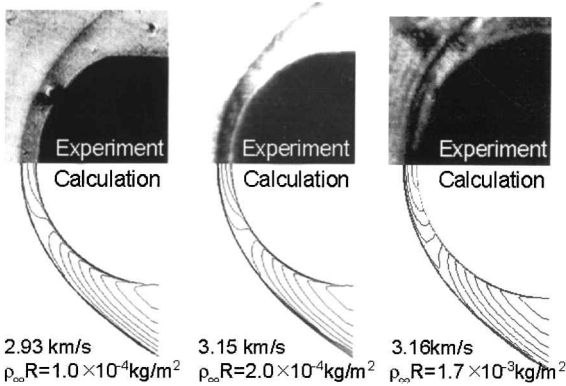 Experiment
Calculation
2.93 km/s
ρ∞R=1.0×10⁻⁴kg/m²
Experiment
Calculation
3.15 km/s
ρ∞R=2.0×10⁻⁴kg/m²
Experiment
Calculation
3.16km/s
ρ∞R=1.7×10⁻³kg/m²